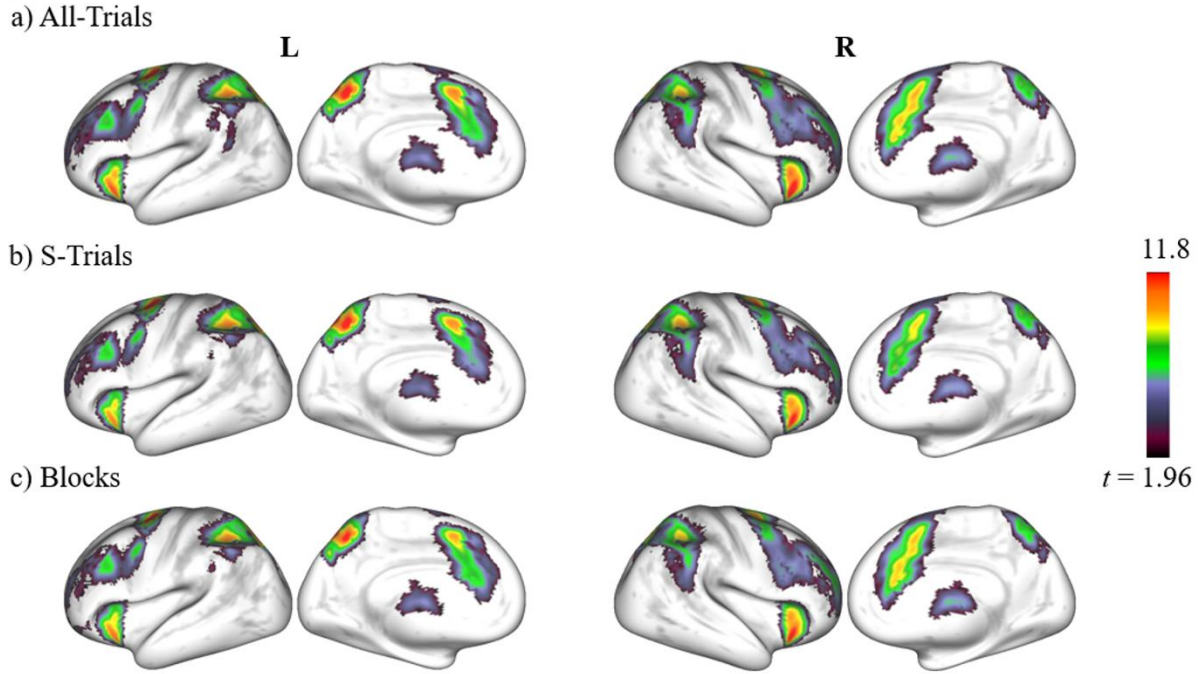 a) All-Trials
L R
b) S-Trials
11.8
c) Blocks
t = 1.96